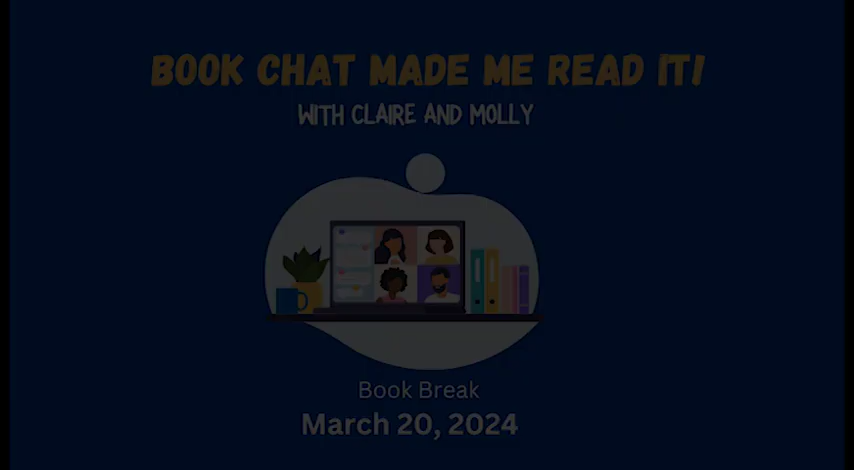 BOOK CHAT MADE ME READ IT!
WITH CLAIRE AND MOLLY
Book Break
March 20, 2024